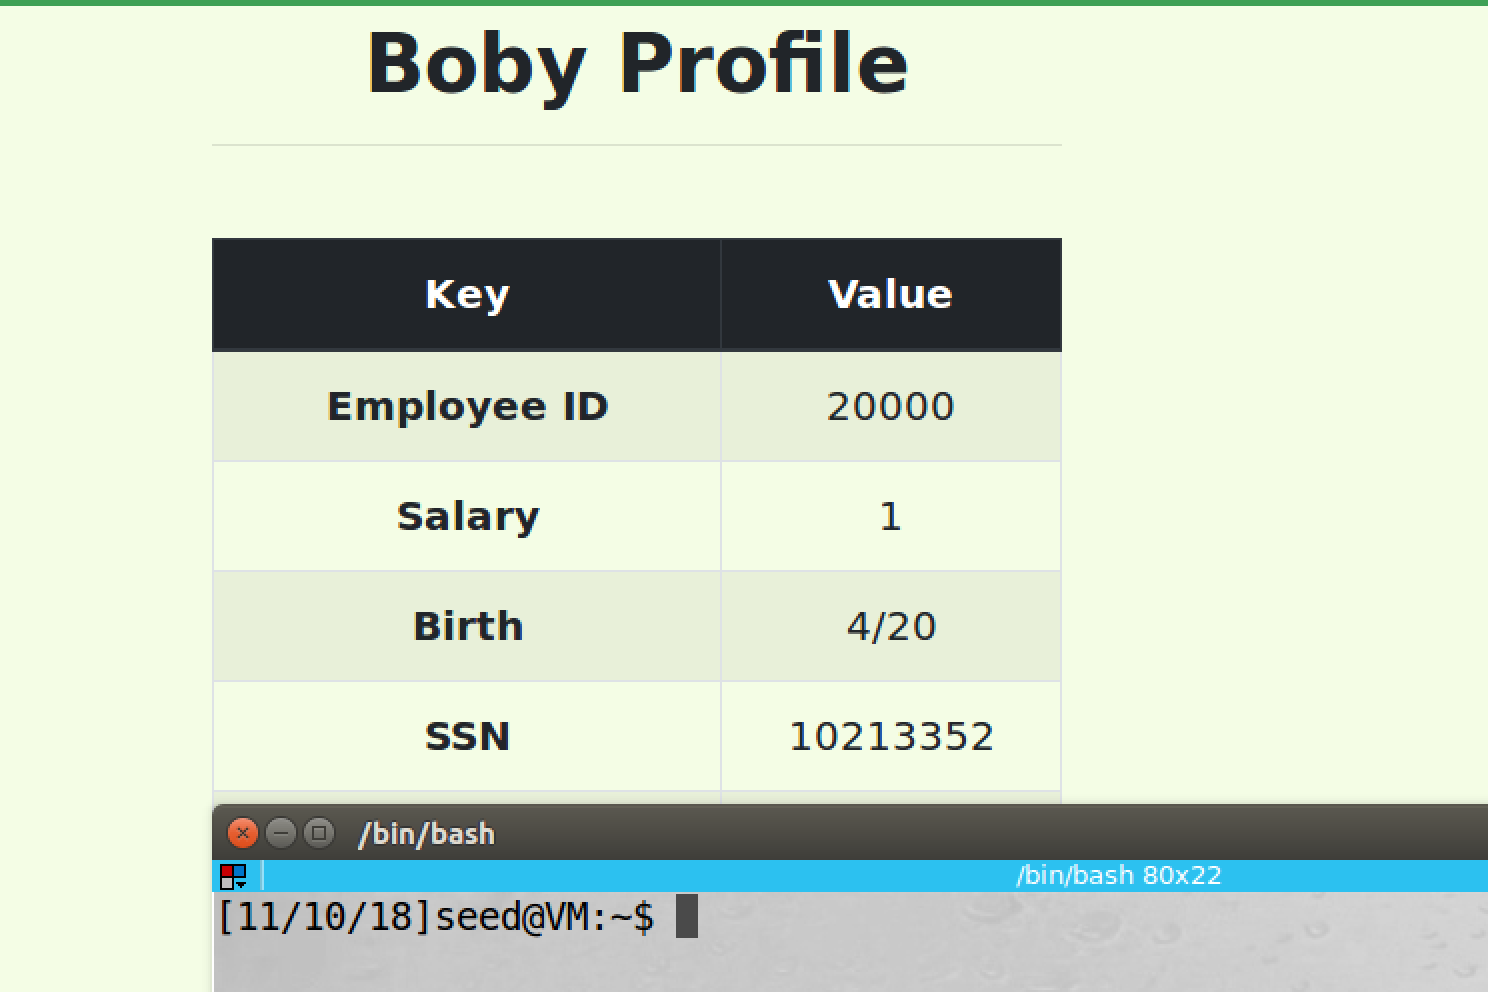 Boby Profile
Key Value
Employee ID 20000
Salary 1
Birth 4/20
SSN 10213352
/bin/bash
/bin/bash 80x22
[11/10/18]seed@VM:~$